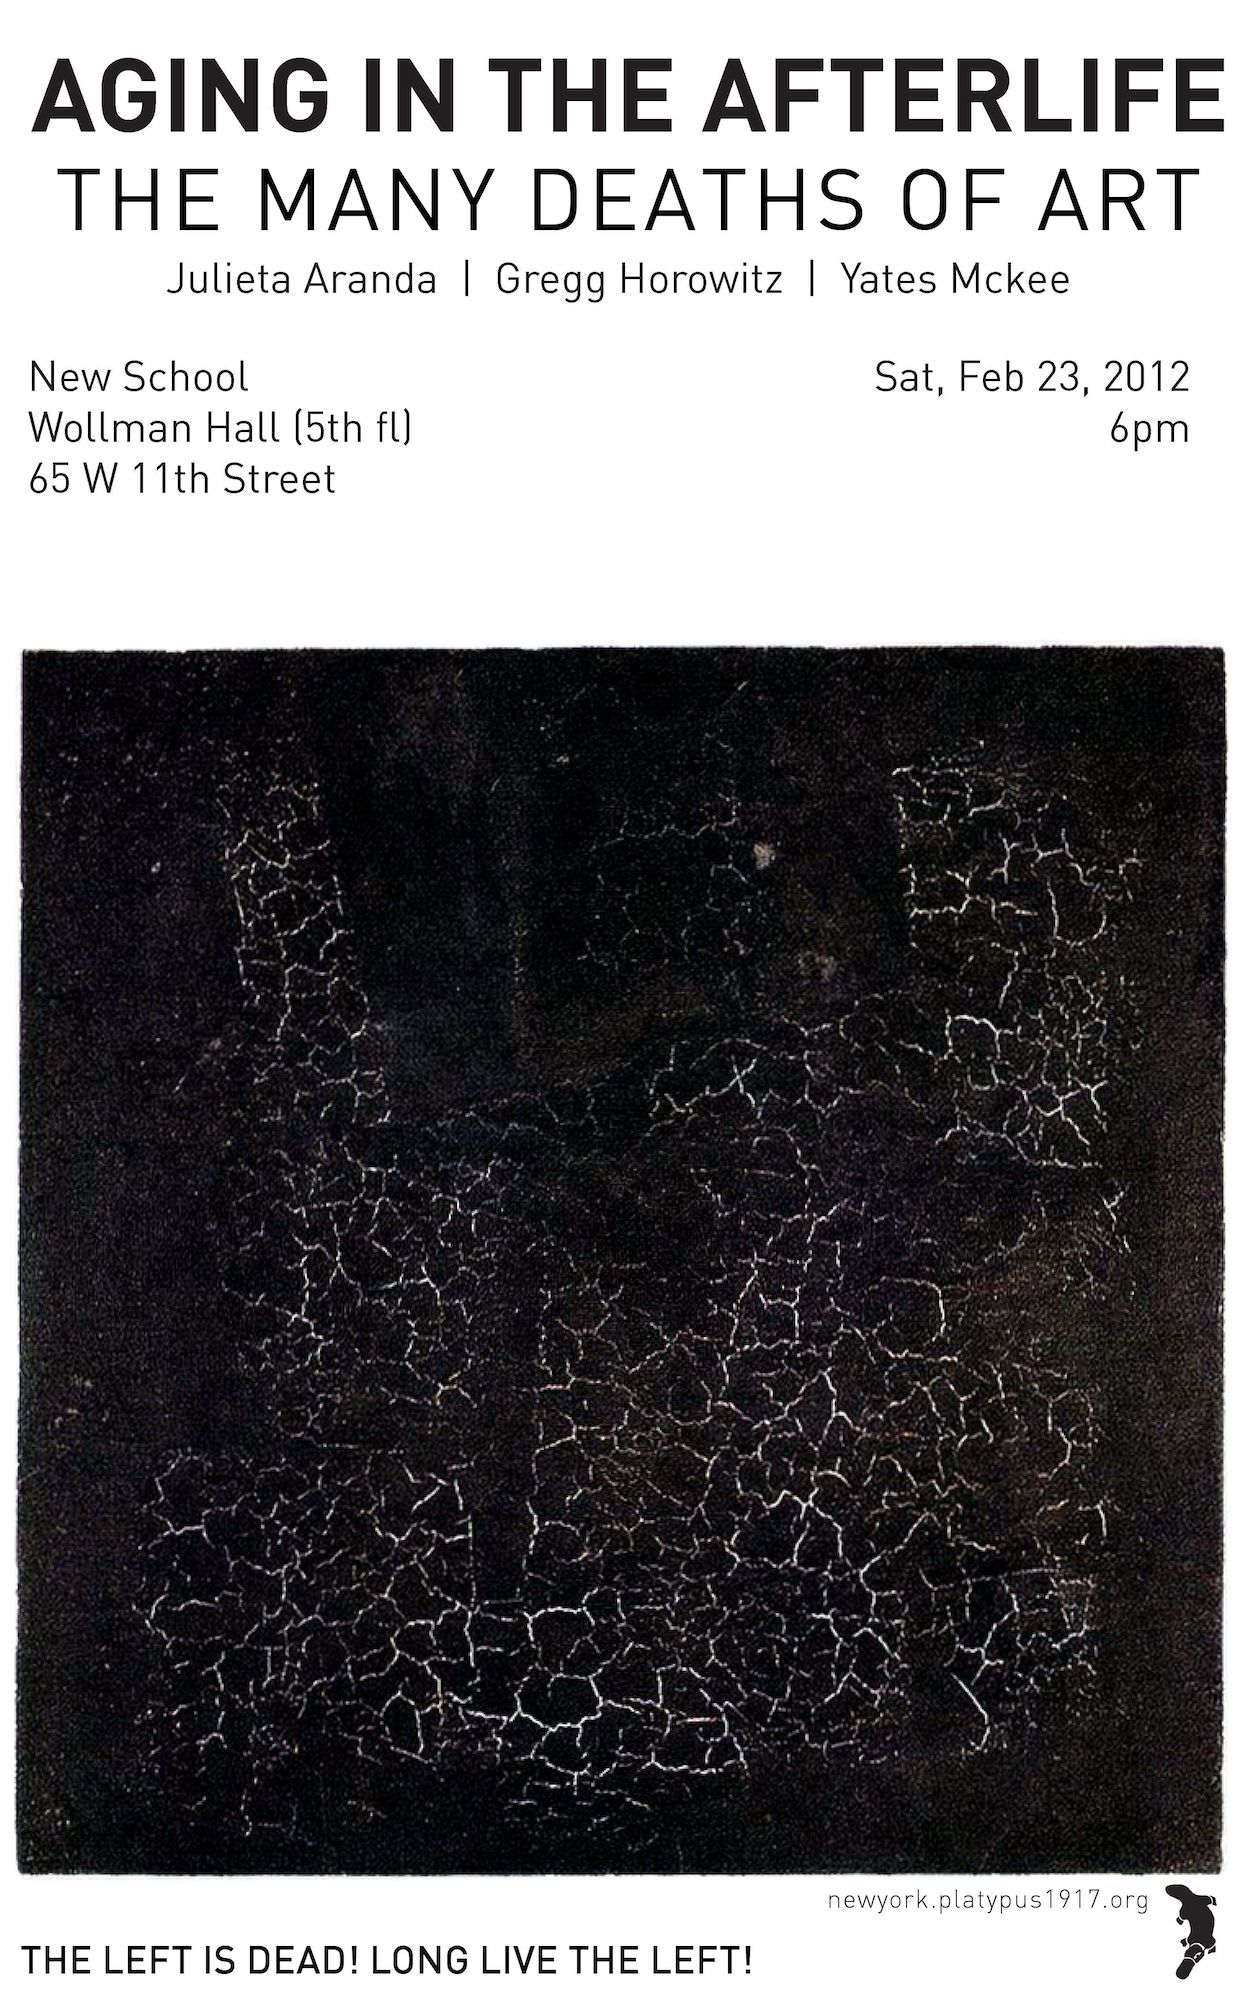 AGING IN THE AFTERLIFE
THE MANY DEATHS OF ART
Julieta Aranda | Gregg Horowitz | Yates Mckee
New School
Wollman Hall (5th fl)
65 W 11th Street
Sat, Feb 23, 2012
6pm
newyork.platypus1917.org
THE LEFT IS DEAD! LONG LIVE THE LEFT!